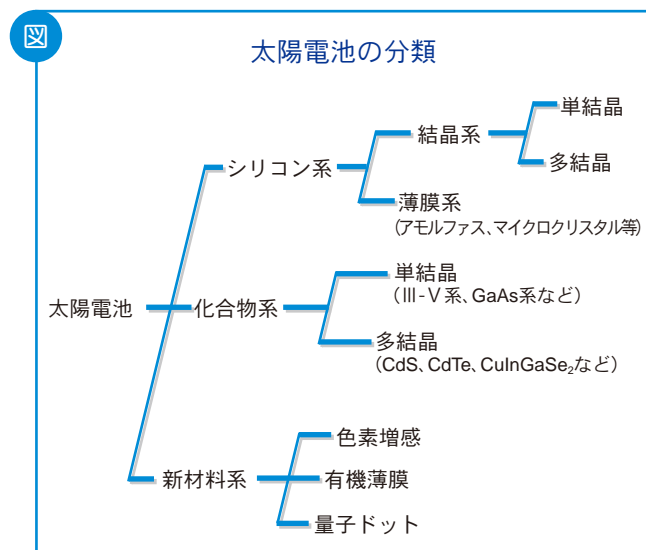 図
太陽電池の分類
単結晶
結晶系
多結晶
シリコン系
薄膜系
(アモルファス、マイクロクリスタル等)
単結晶
(III-V系、GaAs系など)
太陽電池
化合物系
多結晶
(CdS、CdTe、CuInGaSe₂など)
色素増感
新材料系
有機薄膜
量子ドット